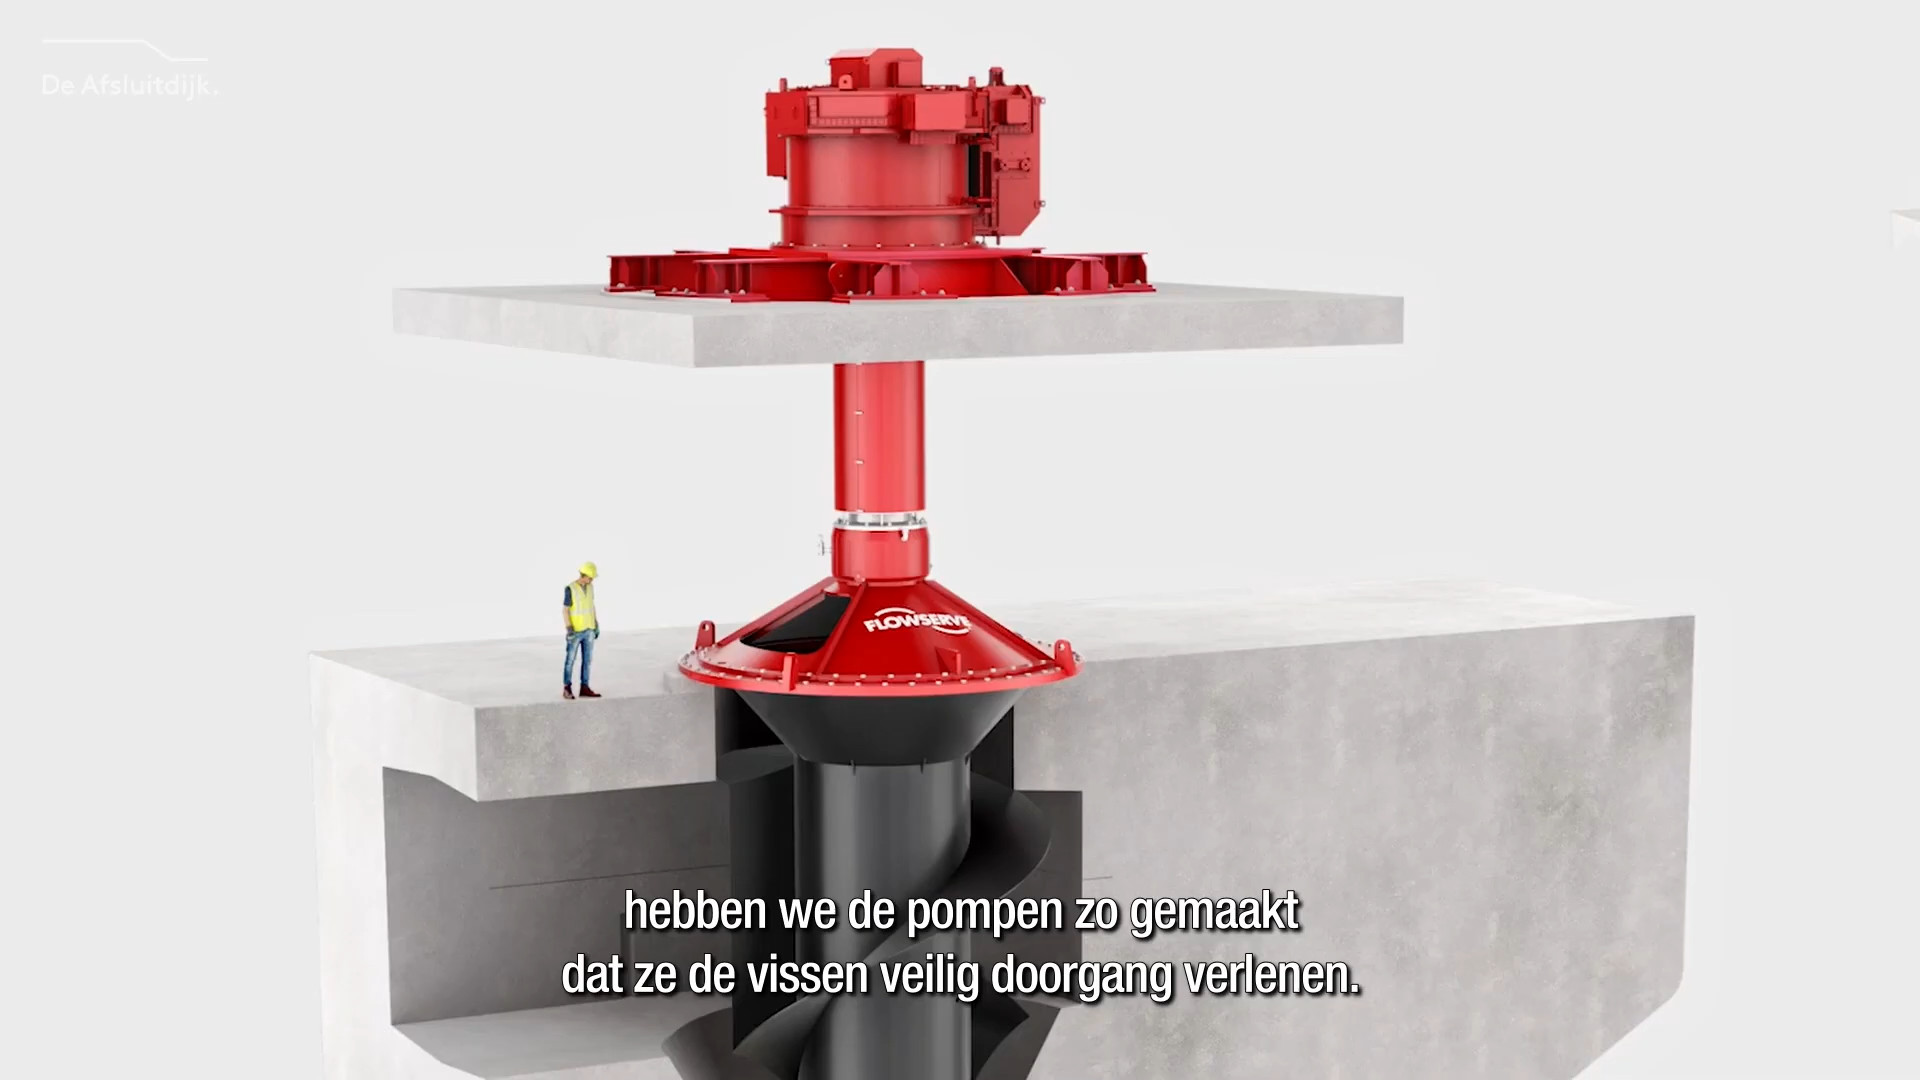 De Afsluitdijk.
FLOWSERVE
hebben we de pompen zo gemaakt
dat ze de vissen veilig doorgang verlenen.